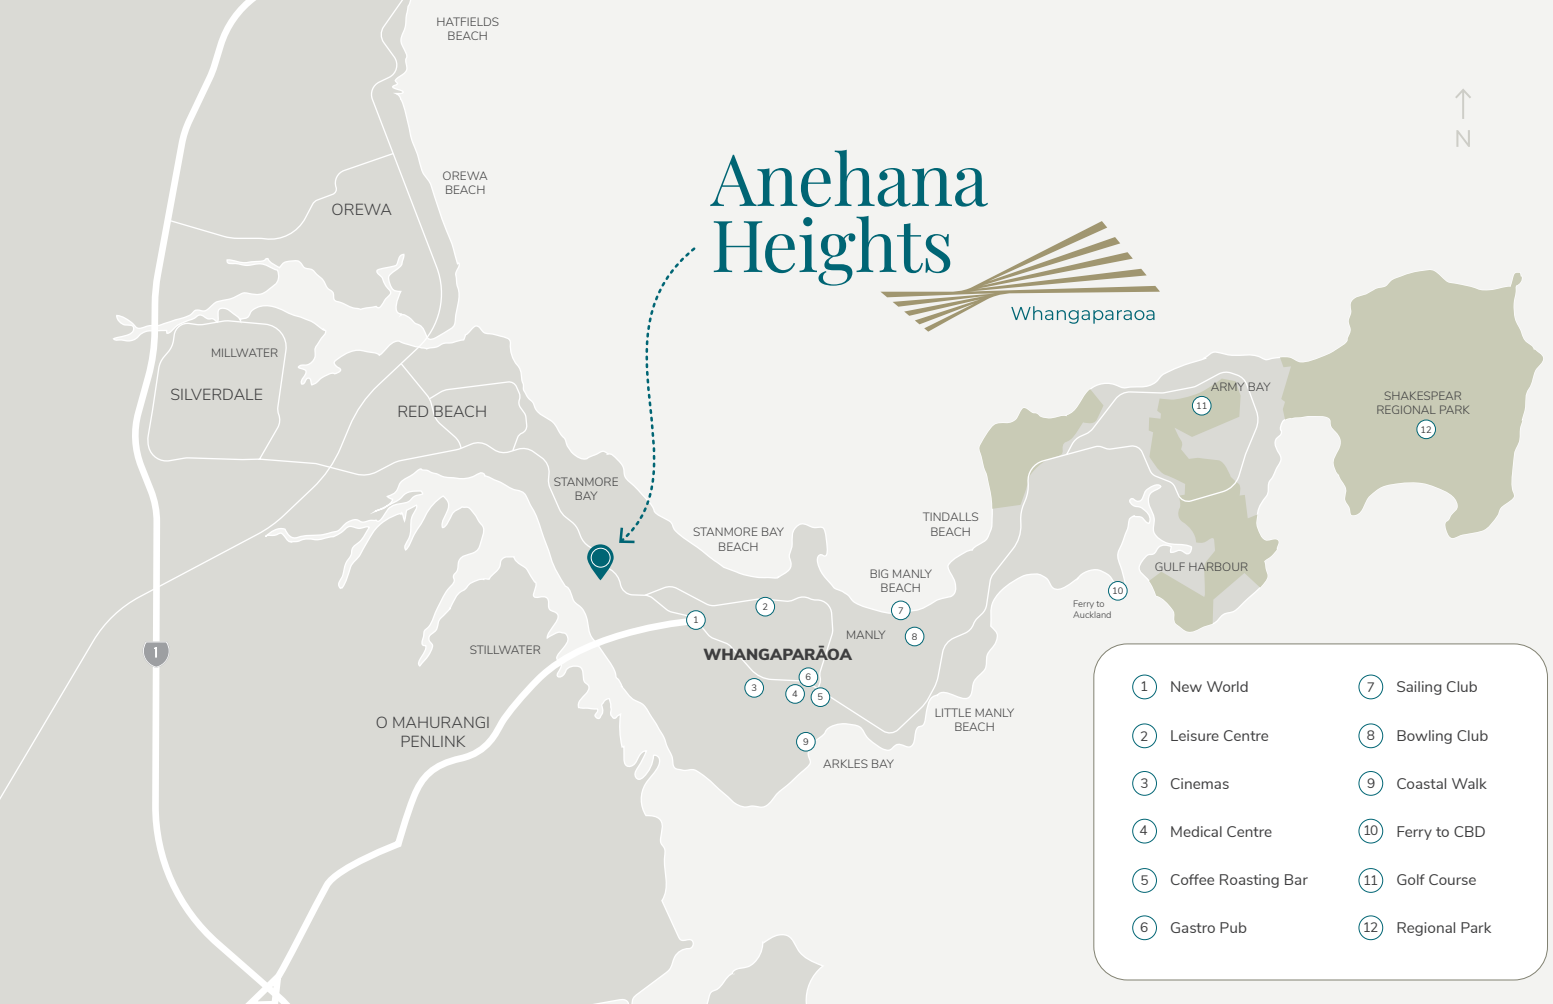 HATFIELDS
BEACH
N
Anehana
Heights
Whangaparaoa
OREWA
BEACH
OREWA
MILLWATER
SILVERDALE
RED BEACH
ARMY BAY
11
SHAKESPEAR
REGIONAL PARK
12
STANMORE
BAY
STANMORE BAY
BEACH
TINDALLS
BEACH
BIG MANLY
BEACH
GULF HARBOUR
10
Ferry to
Auckland
1
2
7
MANLY
8
1
STILLWATER
WHANGAPARĀOA
3
6
4
5
O MAHURANGI
PENLINK
LITTLE MANLY
BEACH
9
ARKLES BAY
1 New World
2 Leisure Centre
3 Cinemas
4 Medical Centre
5 Coffee Roasting Bar
6 Gastro Pub
7 Sailing Club
8 Bowling Club
9 Coastal Walk
10 Ferry to CBD
11 Golf Course
12 Regional Park